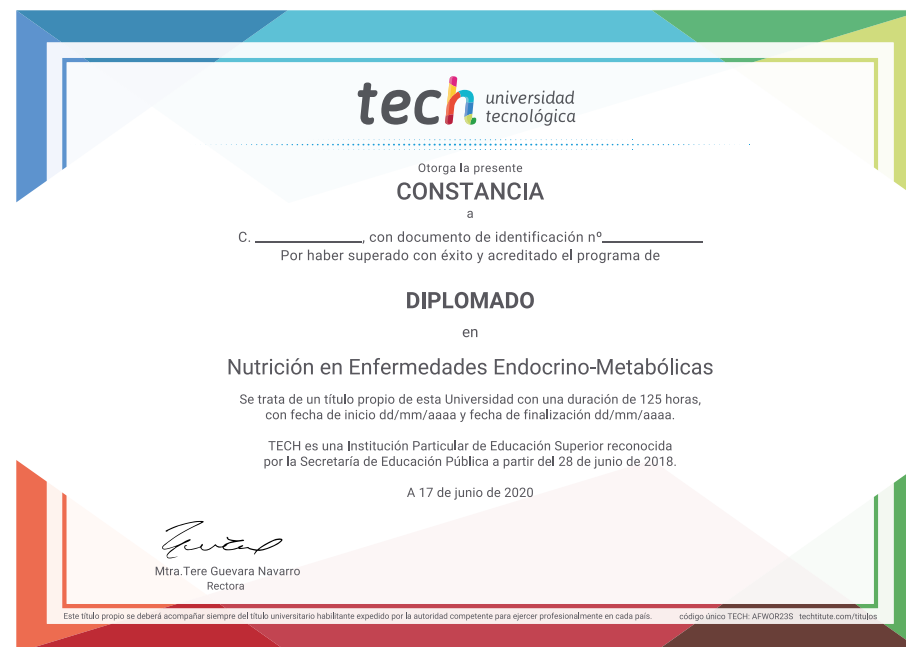 tech universidad
tecnológica
Otorga la presente
CONSTANCIA
a
C. ____________, con documento de identificación nº____________
Por haber superado con éxito y acreditado el programa de
DIPLOMADO
en
Nutrición en Enfermedades Endocrino-Metabólicas
Se trata de un título propio de esta Universidad con una duración de 125 horas,
con fecha de inicio dd/mm/aaaa y fecha de finalización dd/mm/aaaa.
TECH es una Institución Particular de Educación Superior reconocida
por la Secretaría de Educación Pública a partir del 28 de junio de 2018.
A 17 de junio de 2020
Mtra.Tere Guevara Navarro
Rectora
Este título propio se deberá acompañar siempre del título universitario habilitante expedido por la autoridad competente para ejercer profesionalmente en cada país. código único TECH: AFWOR23S techtitute.com/titulos